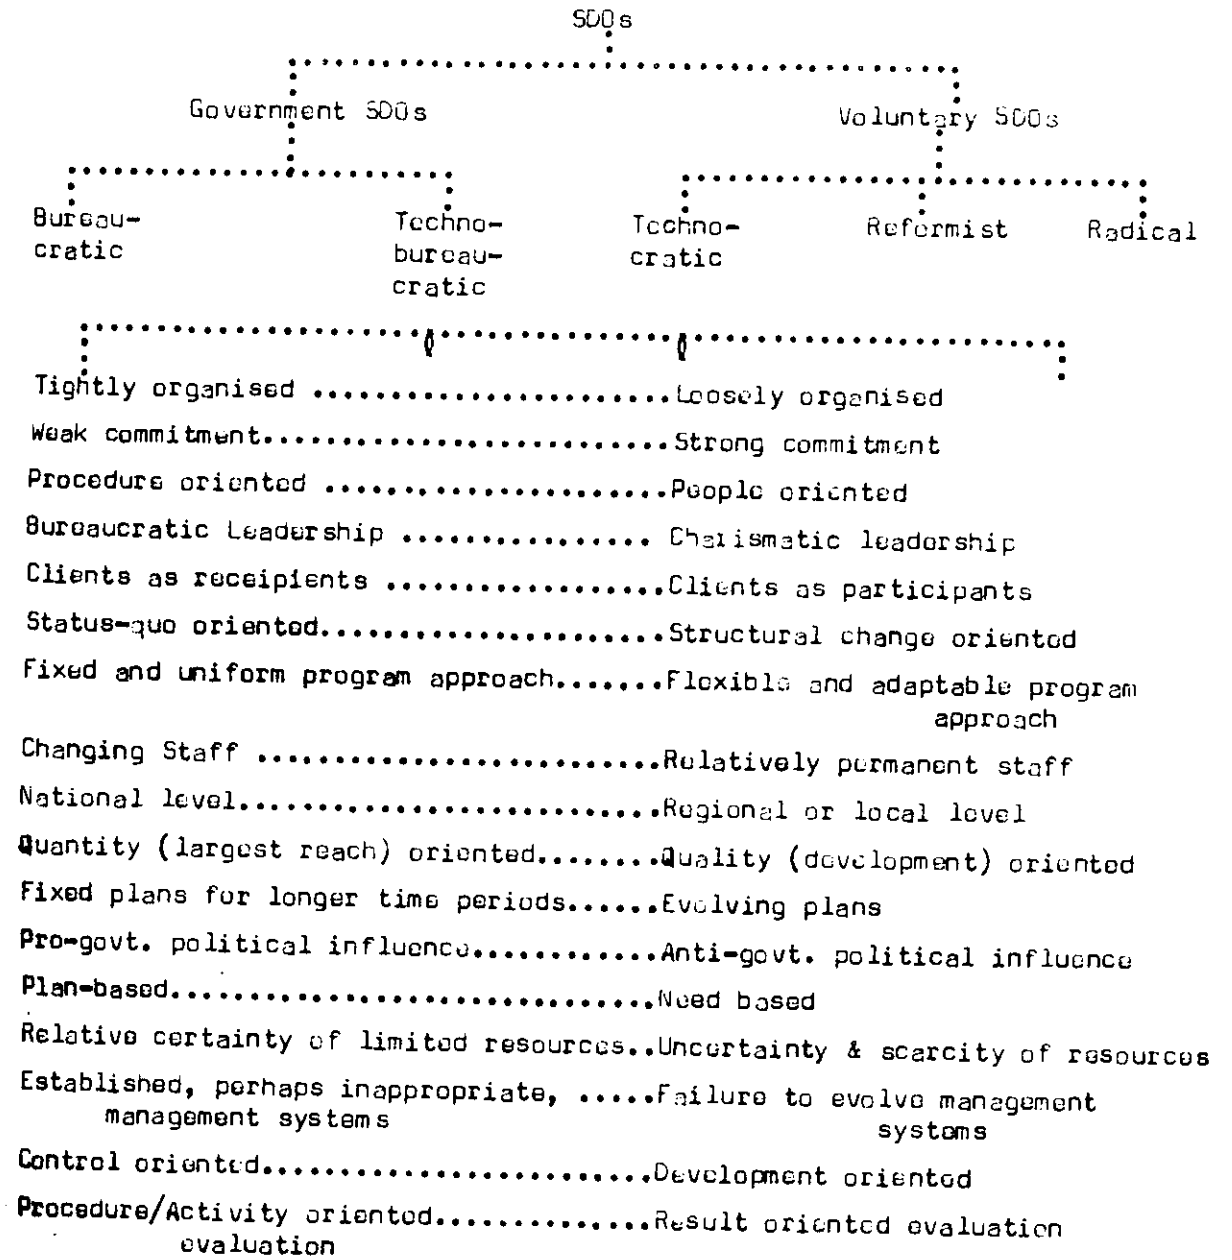 SDOs
Government SDOs Voluntary SDOs
Bureau- Techno- Techno- Reformist Radical
cratic bureau- cratic
cratic
Tightly organised ......................Loosely organised
Weak commitment.........................Strong commitment
Procedure oriented .....................People oriented
Bureaucratic Leadership ................ Charismatic leadership
Clients as receipients .................Clients as participants
Status-quo oriented.....................Structural change oriented
Fixed and uniform program approach.......Flexible and adaptable program
approach
Changing Staff .........................Relatively permanent staff
National level..........................Regional or local level
Quantity (largest reach) oriented........Quality (development) oriented
Fixed plans for longer time periods......Evolving plans
Pro-govt. political influence............Anti-govt. political influence
Plan-based..............................Need based
Relative certainty of limited resources..Uncertainty & scarcity of resources
Established, perhaps inappropriate, .....Failure to evolve management
management systems systems
Control oriented........................Development oriented
Procedure/Activity oriented..............Result oriented evaluation
evaluation